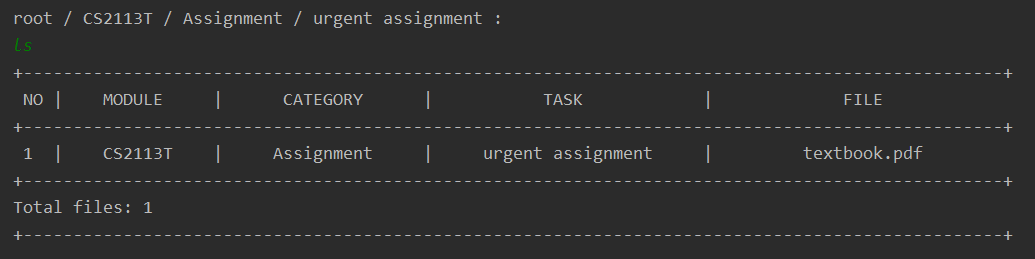 root / CS2113T / Assignment / urgent assignment :
ls
+--------------------------------------------------------------------------------------------------+
NO | MODULE | CATEGORY | TASK | FILE
+--------------------------------------------------------------------------------------------------+
1 | CS2113T | Assignment | urgent assignment | textbook.pdf
+--------------------------------------------------------------------------------------------------+
Total files: 1
+--------------------------------------------------------------------------------------------------+